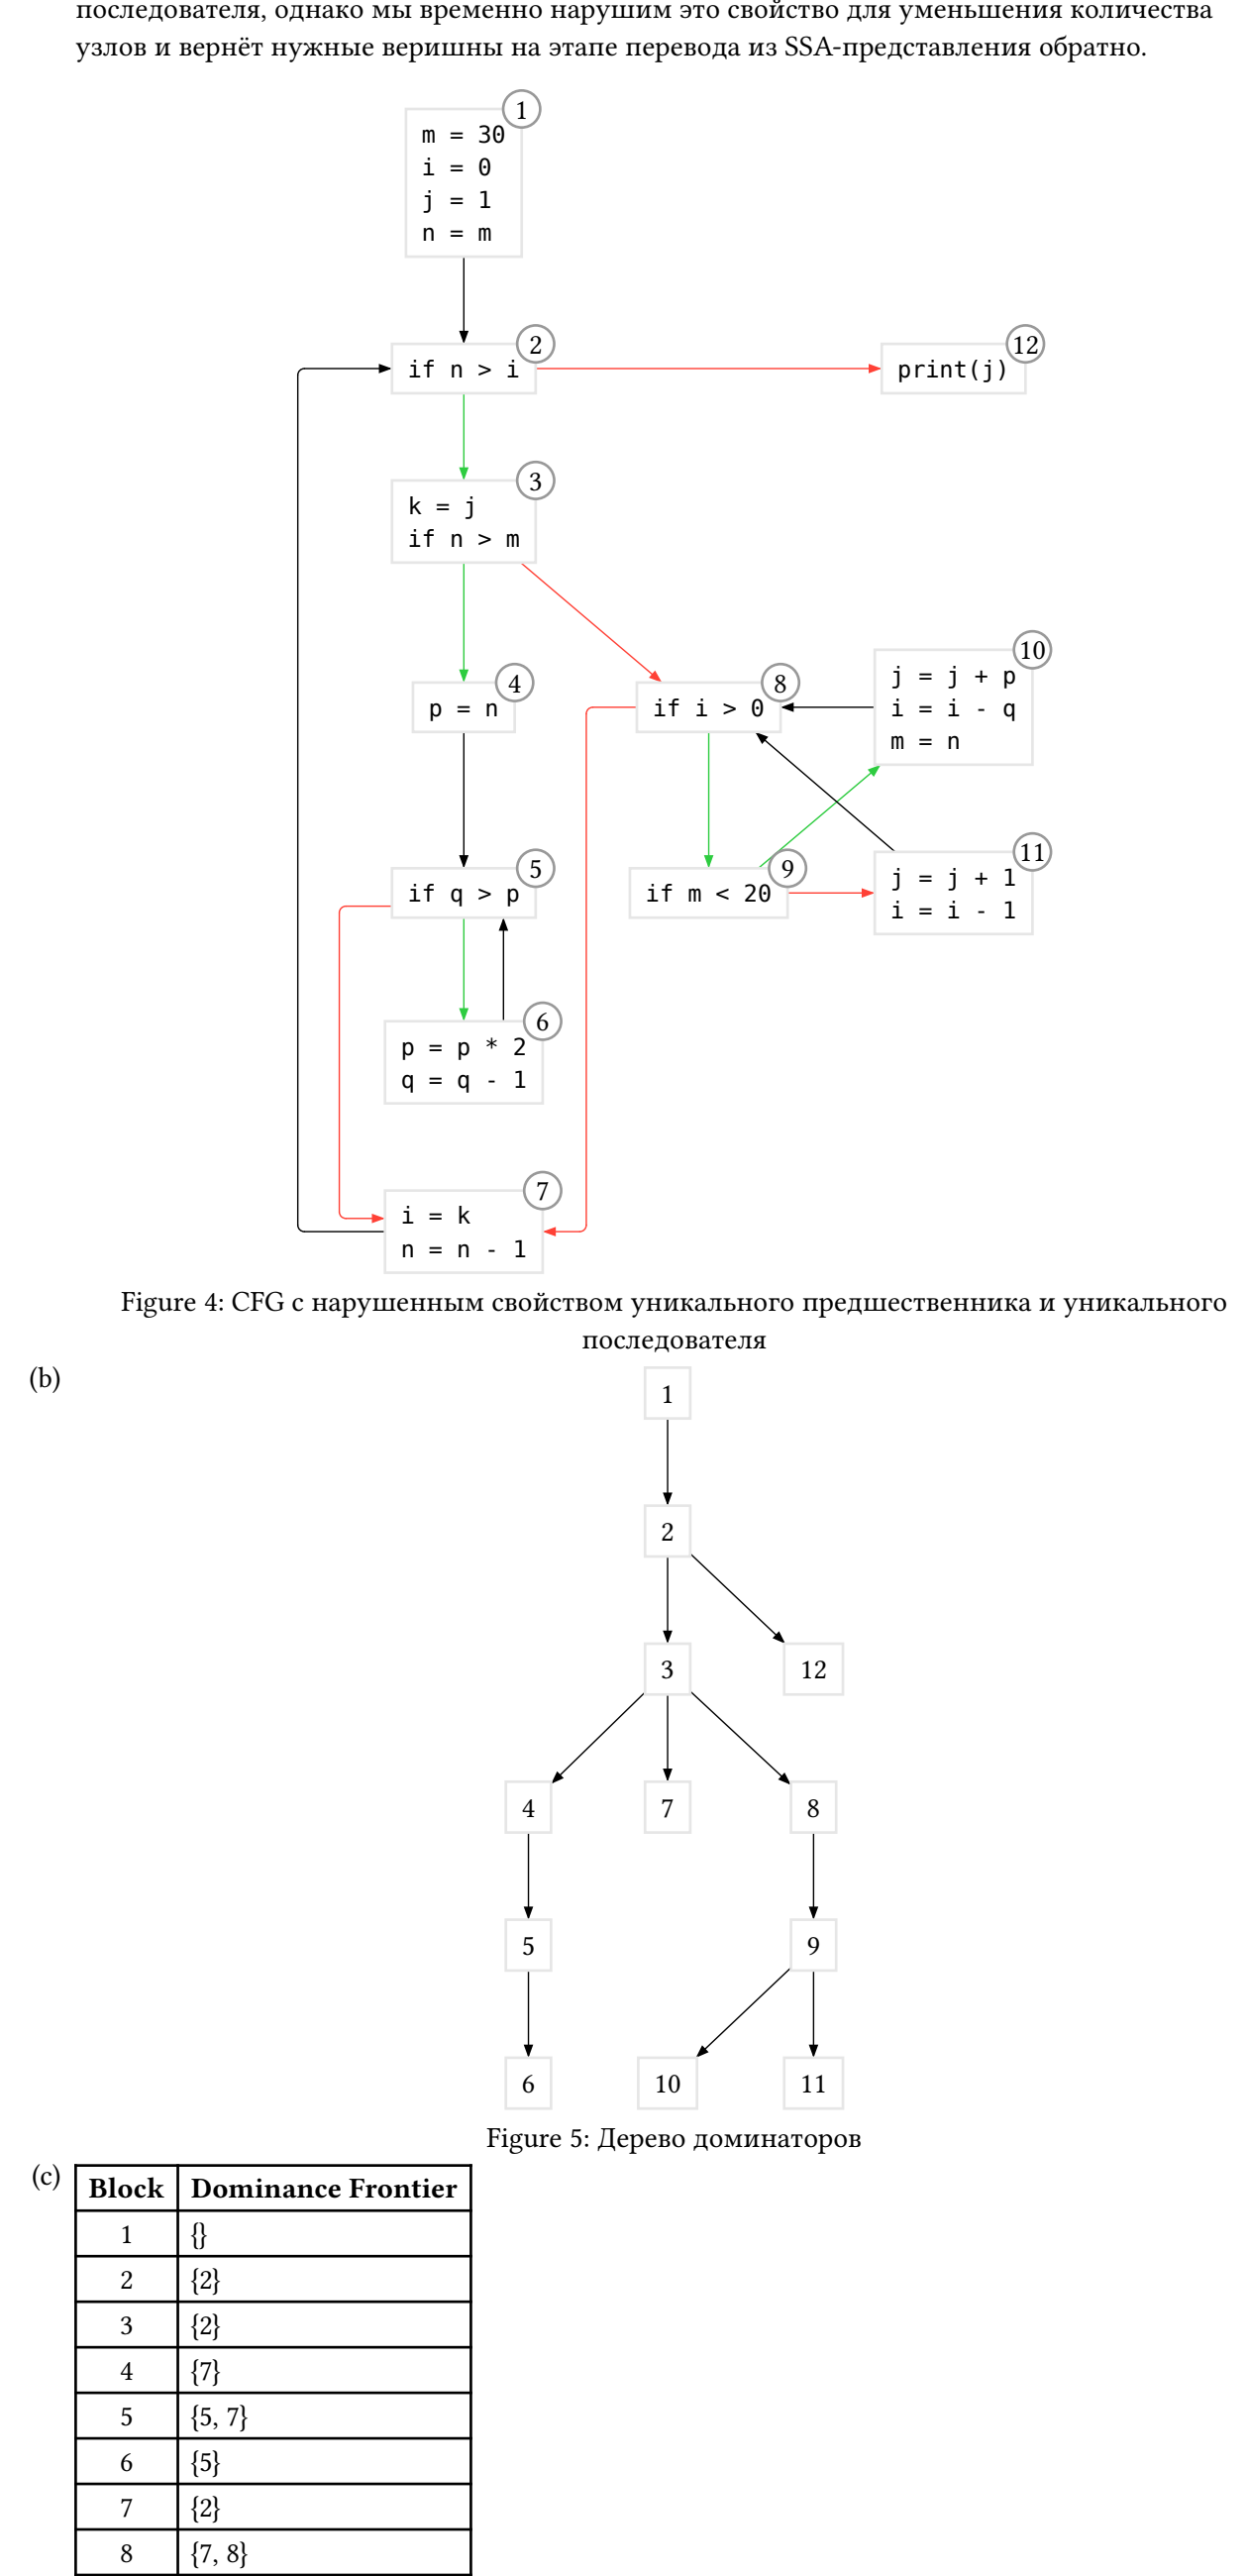 последователя, однако мы временно нарушим это свойство для уменьшения количества
узлов и вернёт нужные веришны на этапе перевода из SSA-представления обратно.
1
m = 30
i = 0
j = 1
n = m
2
if n > i
12
print(j)
3
k = j
if n > m
4
p = n
8
if i > 0
10
j = j + p
i = i - q
m = n
5
if q > p
9
if m < 20
11
j = j + 1
i = i - 1
6
p = p * 2
q = q - 1
7
i = k
n = n - 1
Figure 4: CFG с нарушенным свойством уникального предшественника и уникального
последователя
(b)
1
2
3
12
4
7
8
5
9
6
10
11
Figure 5: Дерево доминаторов
(c)
Block Dominance Frontier
1 {}
2 {2}
3 {2}
4 {7}
5 {5, 7}
6 {5}
7 {2}
8 {7, 8}